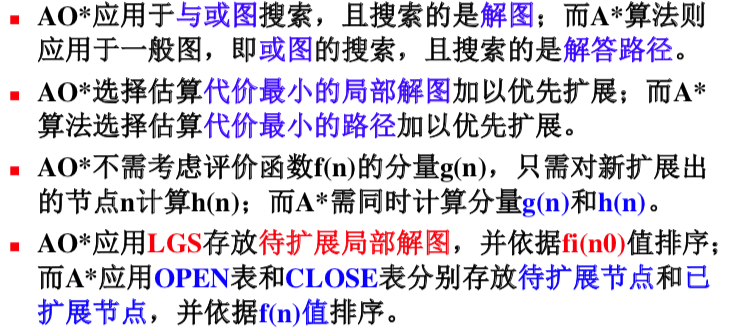 AO*应用于与或图搜索，且搜索的是解图；而A*算法则
应用于一般图，即或图的搜索，且搜索的是解答路径。
AO*选择估算代价最小的局部解图加以优先扩展；而A*
算法选择估算代价最小的路径加以优先扩展。
AO*不需考虑评价函数f(n)的分量g(n)，只需对新扩展出
的节点n计算h(n)；而A*需同时计算分量g(n)和h(n)。
AO*应用LGS存放待扩展局部解图，并依据fi(n0)值排序；
而A*应用OPEN表和CLOSE表分别存放待扩展节点和已
扩展节点，并依据f(n)值排序。